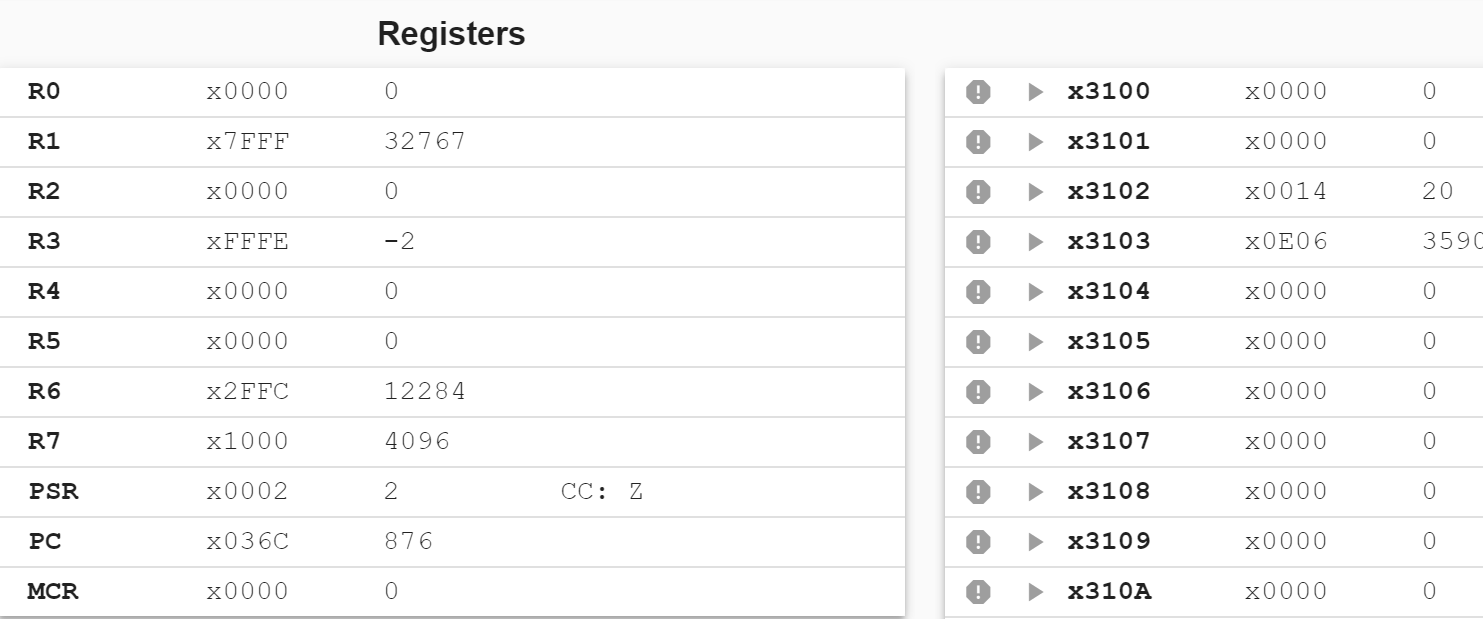 Registers
R0 x0000 0
R1 x7FFF 32767
R2 x0000 0
R3 xFFFE -2
R4 x0000 0
R5 x0000 0
R6 x2FFC 12284
R7 x1000 4096
PSR x0002 2 CC: Z
PC x036C 876
MCR x0000 0
x3100 x0000 0
x3101 x0000 0
x3102 x0014 20
x3103 x0E06 3590
x3104 x0000 0
x3105 x0000 0
x3106 x0000 0
x3107 x0000 0
x3108 x0000 0
x3109 x0000 0
x310A x0000 0